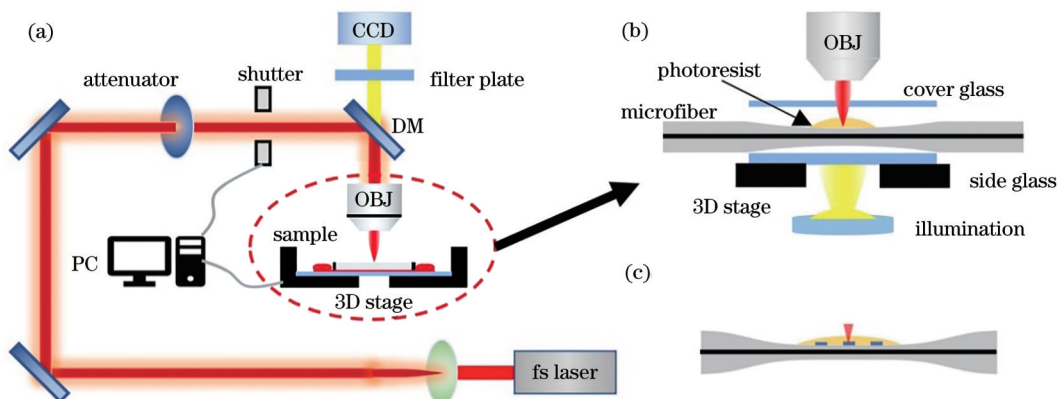 (a)
CCD
filter plate
attenuator
shutter
DM
OBJ
sample
PC
3D stage
fs laser
(b)
OBJ
photoresist
cover glass
microfiber
side glass
3D stage
illumination
(c)